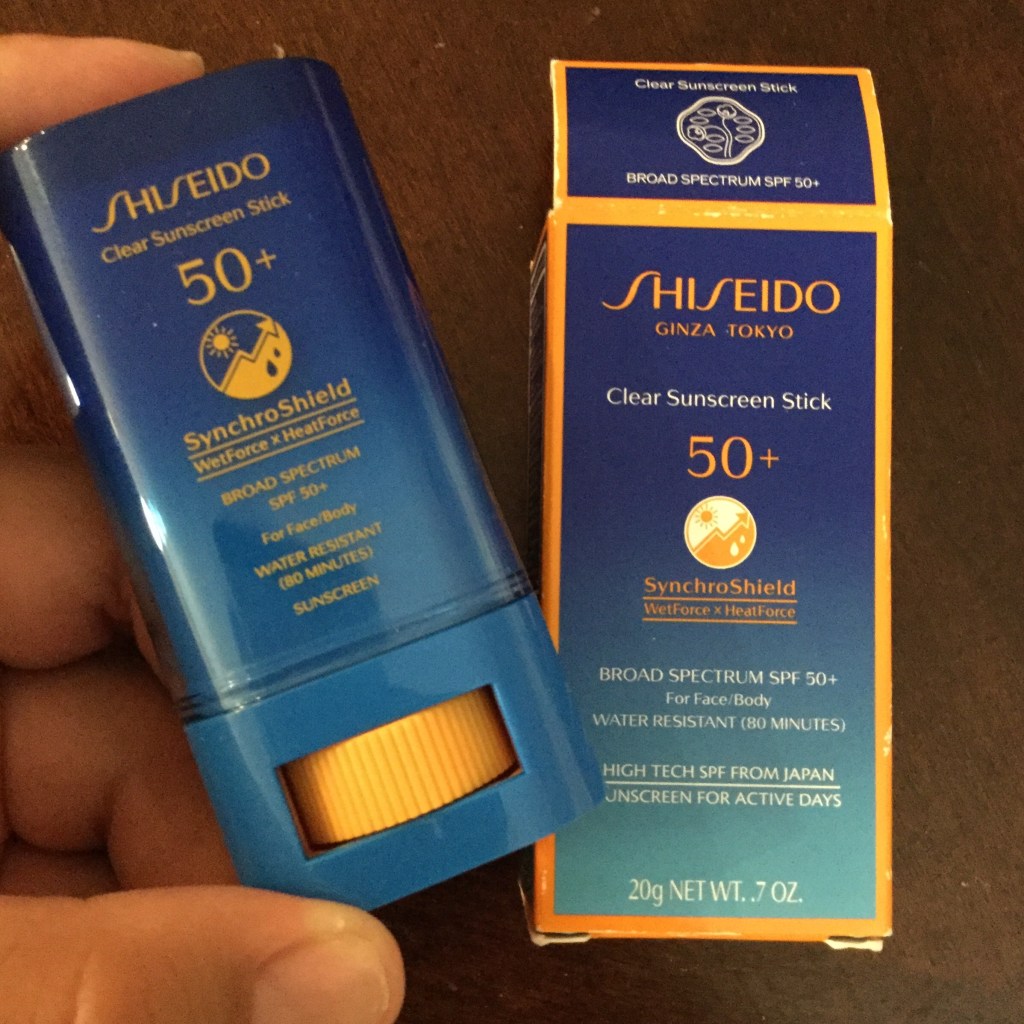 SHISEIDO
Clear Sunscreen Stick
50+
SynchroShield
WetForce x HeatForce
BROAD SPECTRUM
SPF 50+
For Face/Body
WATER RESISTANT
(80 MINUTES)
SUNSCREEN
Clear Sunscreen Stick
BROAD SPECTRUM SPF 50+
SHISEIDO
GINZA TOKYO
Clear Sunscreen Stick
50+
SynchroShield
WetForce x HeatForce
BROAD SPECTRUM SPF 50+
For Face/Body
WATER RESISTANT (80 MINUTES)
HIGH TECH SPF FROM JAPAN
UNSCREEN FOR ACTIVE DAYS
20g NET WT. .7 OZ.